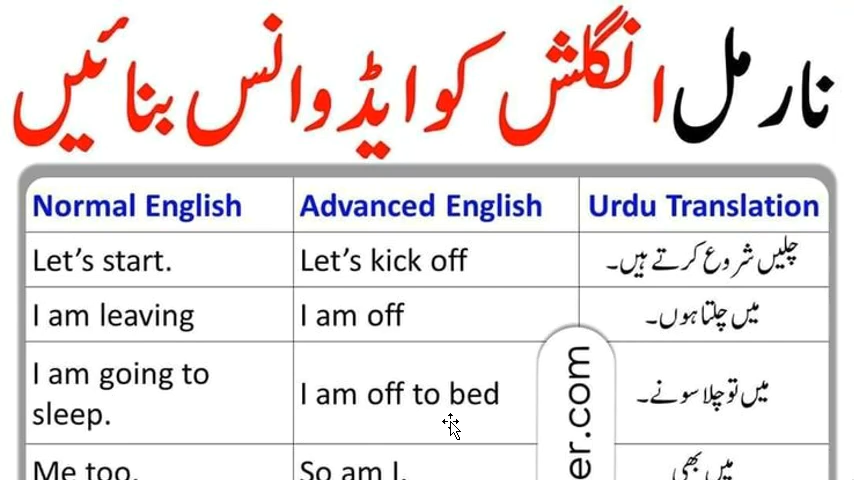 نارمل انگلش کو ایڈوانس بنائیں
Normal English Advanced English Urdu Translation
Let's start. Let's kick off چلیں شروع کرتے ہیں۔
I am leaving I am off میں چلتا ہوں۔
I am going to
sleep. I am off to bed میں تو چلا سونے۔
Me too. So am I. میں بھی
er.com